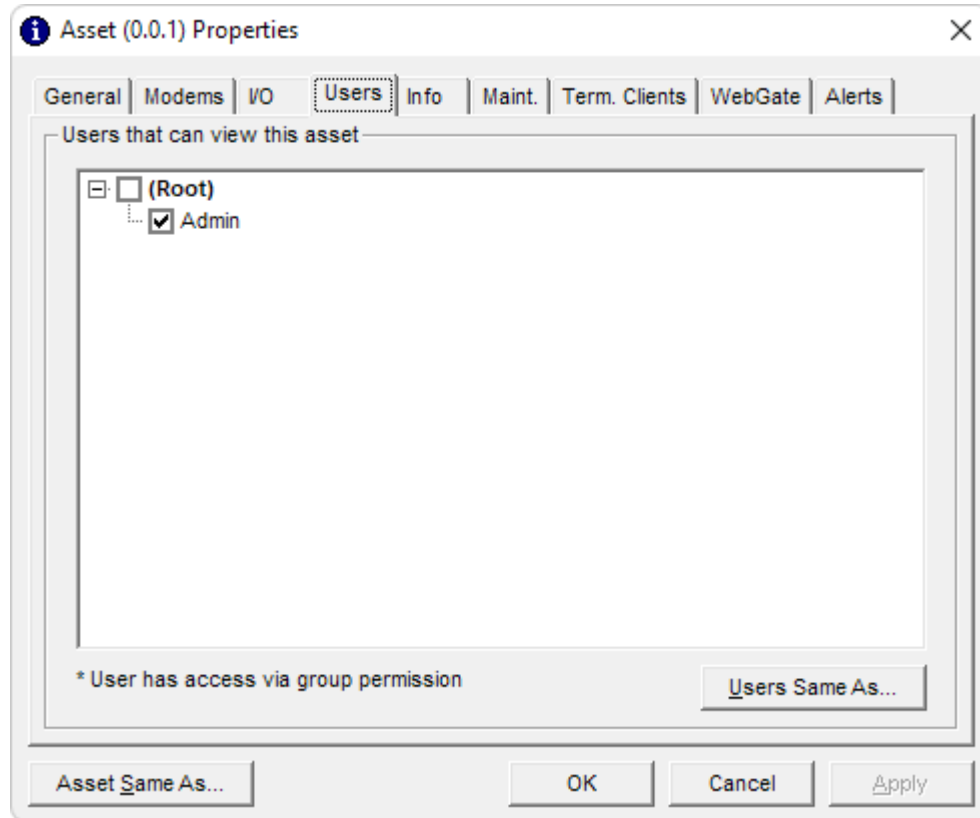 Asset (0.0.1) Properties
General Modems I/O Users Info Maint. Term. Clients WebGate Alerts
Users that can view this asset
(Root)
Admin
* User has access via group permission
Users Same As...
Asset Same As... OK Cancel Apply